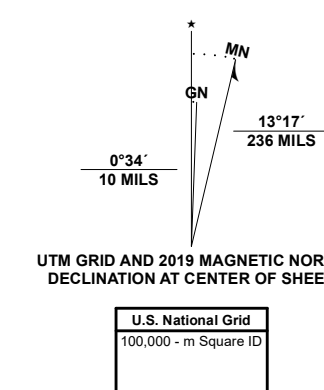 ★
MN
GN
13°17´
236 MILS
0°34´
10 MILS
UTM GRID AND 2019 MAGNETIC NOR
DECLINATION AT CENTER OF SHEE
U.S. National Grid
100,000 - m Square ID